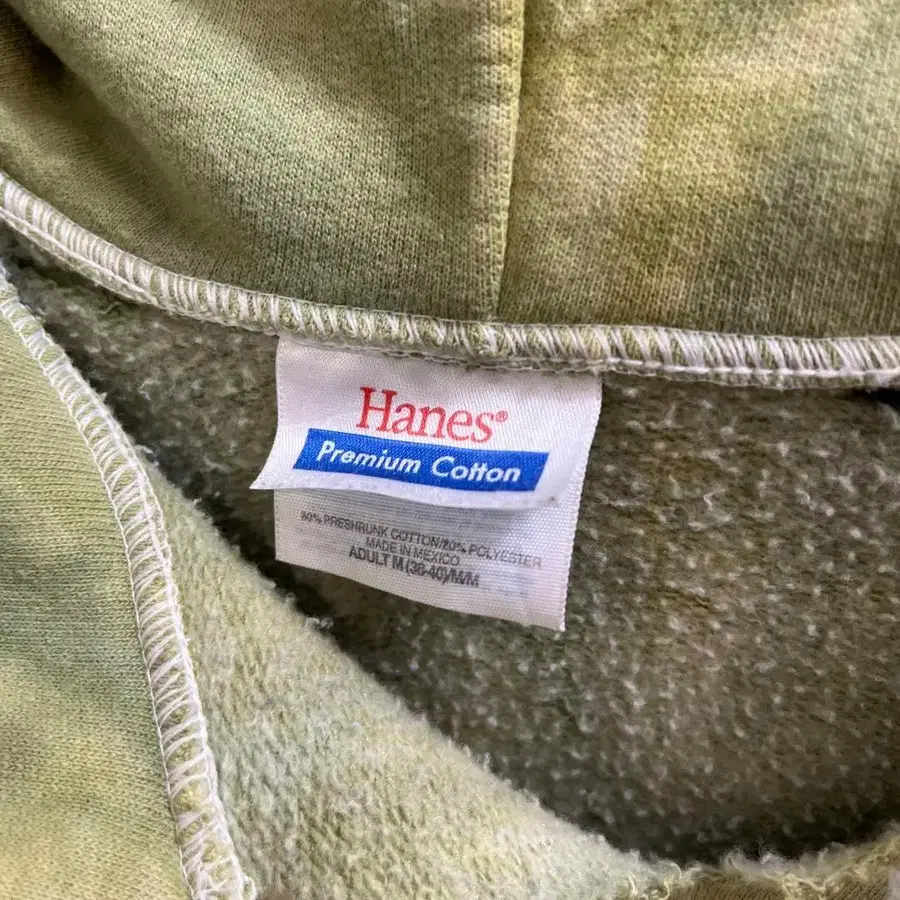 Hanes®
Premium Cotton
80% PRESHRUNK COTTON/20% POLYESTER
MADE IN MEXICO
ADULT M (38-40)/M/M